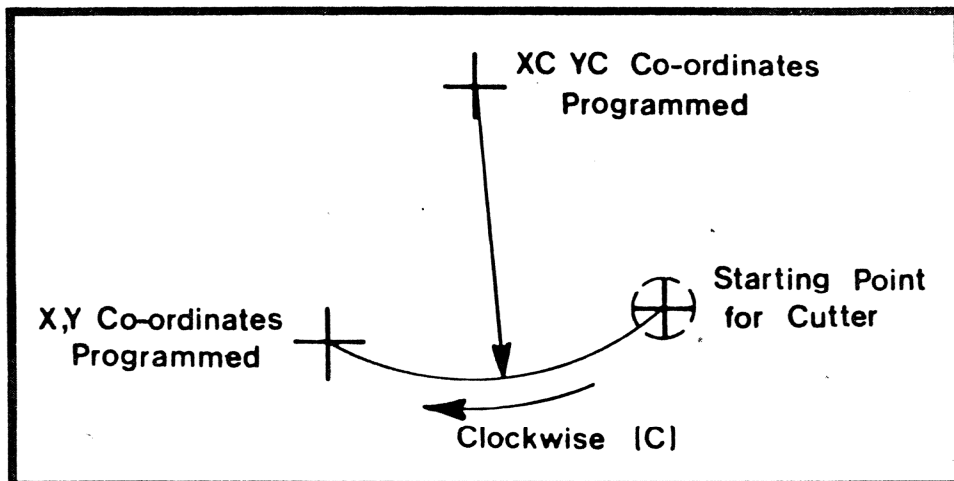 XC YC Co-ordinates
Programmed
X,Y Co-ordinates
Programmed
Starting Point
for Cutter
Clockwise (C)